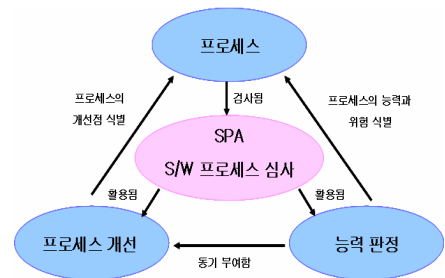 프로세스
프로세스의
개선점 식별
검사됨
프로세스의 능력과
위험 식별
SPA
S/W 프로세스 심사
활용됨
활용됨
프로세스 개선
능력 판정
동기 부여함